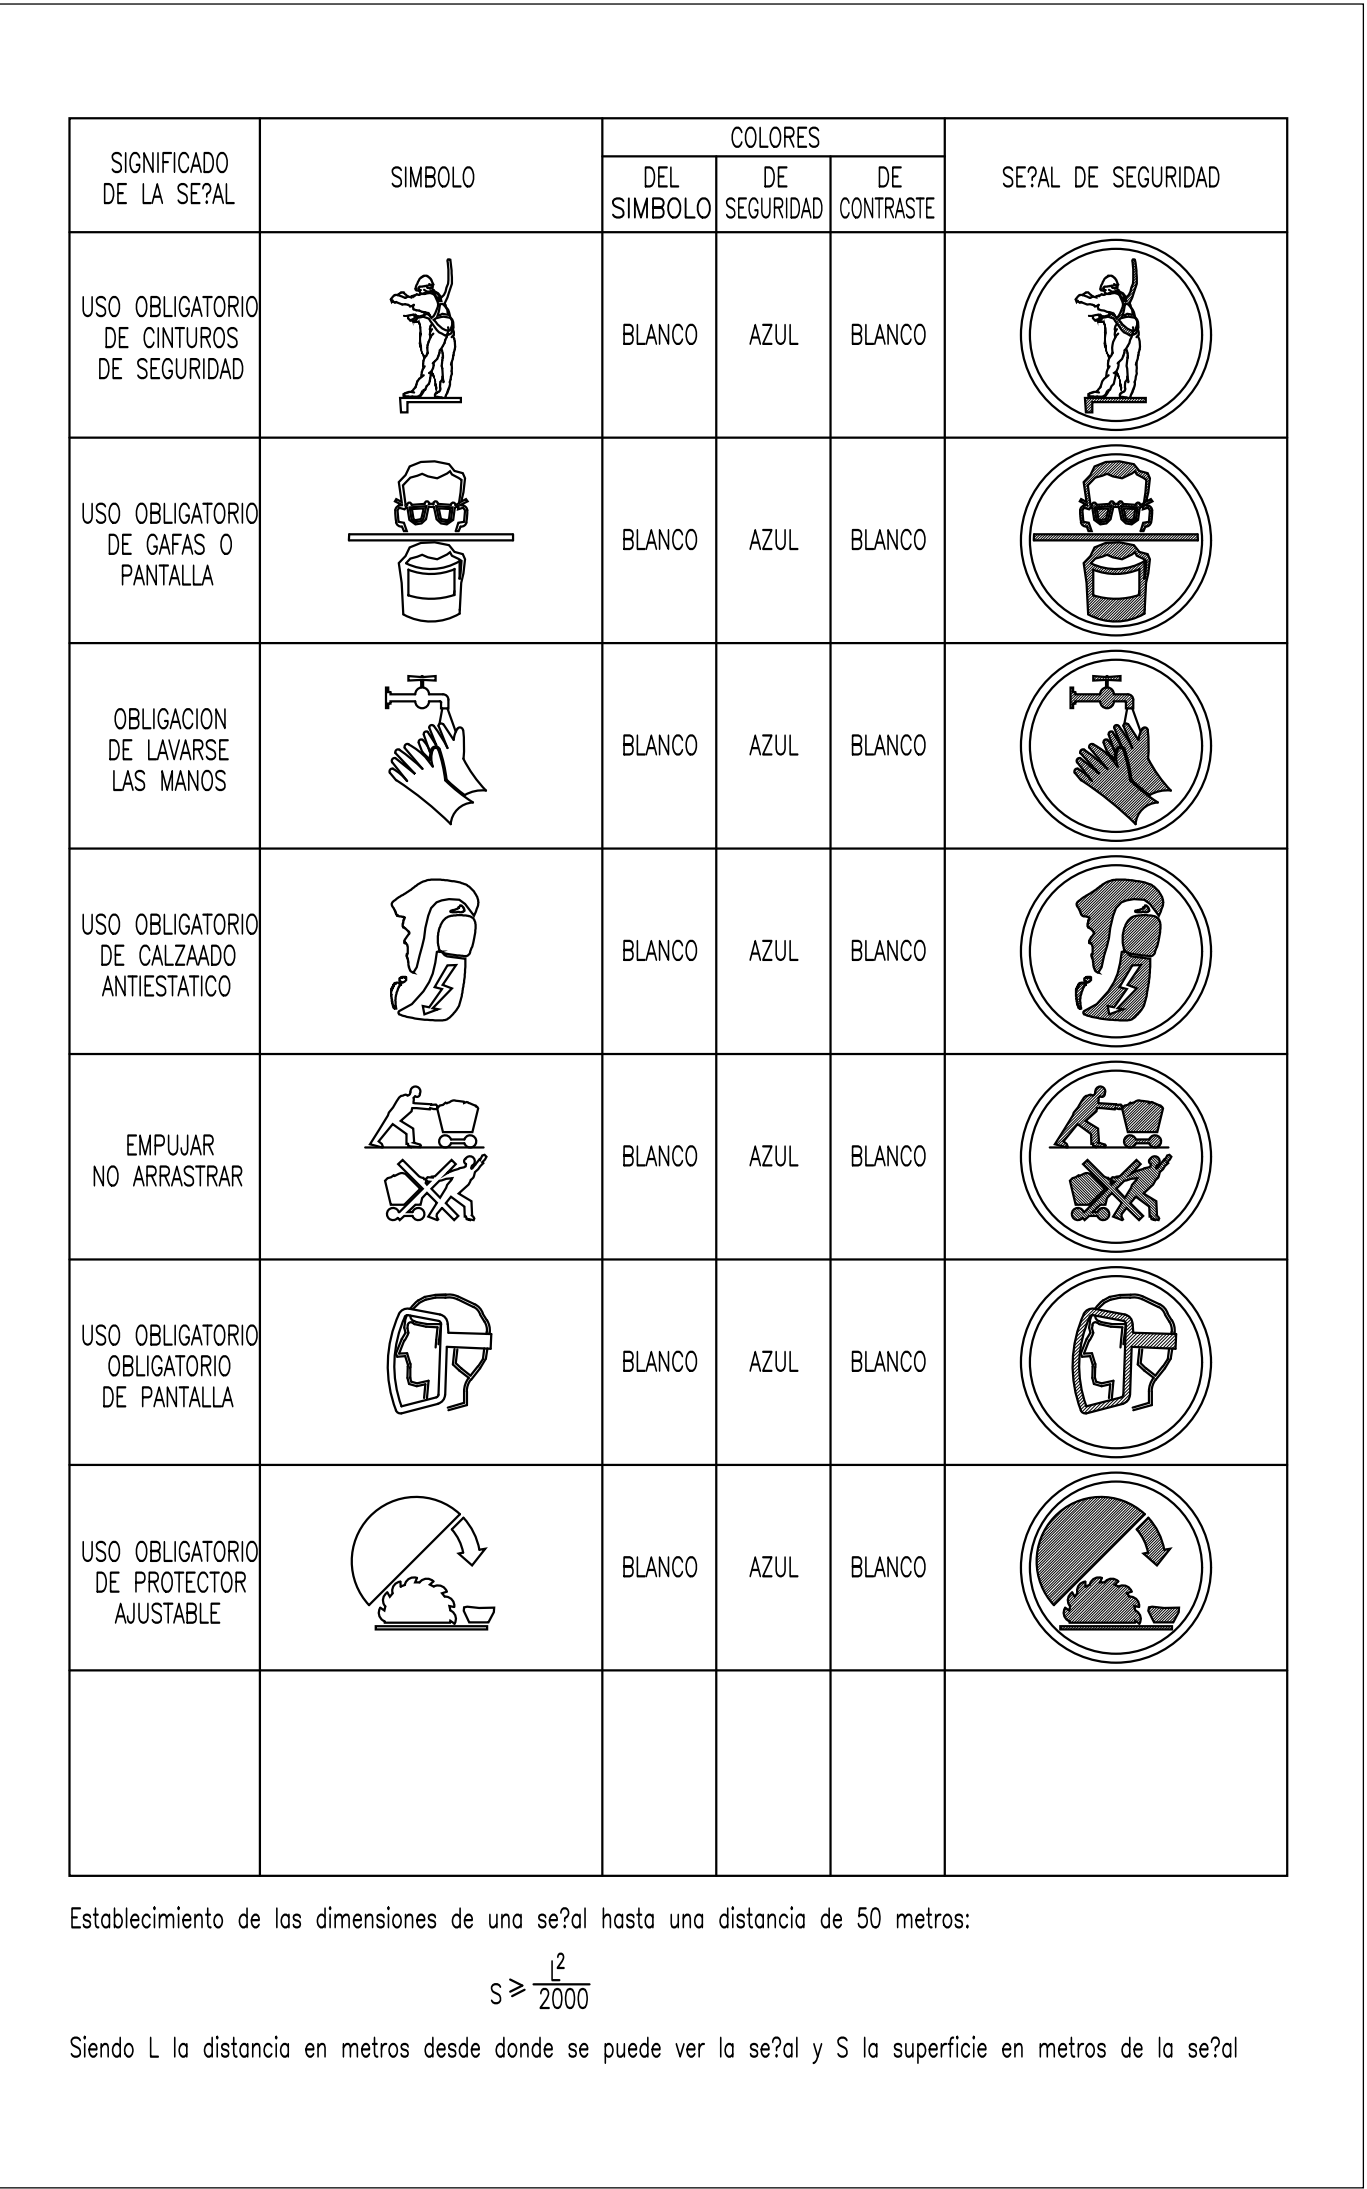 SIGNIFICADO
DE LA SE?AL
SIMBOLO
COLORES
DEL
SIMBOLO
DE
SEGURIDAD
DE
CONTRASTE
SE?AL DE SEGURIDAD
USO OBLIGATORIO
DE CINTUROS
DE SEGURIDAD
BLANCO
AZUL
BLANCO
USO OBLIGATORIO
DE GAFAS O
PANTALLA
BLANCO
AZUL
BLANCO
OBLIGACION
DE LAVARSE
LAS MANOS
BLANCO
AZUL
BLANCO
USO OBLIGATORIO
DE CALZAADO
ANTIESTATICO
BLANCO
AZUL
BLANCO
EMPUJAR
NO ARRASTRAR
BLANCO
AZUL
BLANCO
USO OBLIGATORIO
OBLIGATORIO
DE PANTALLA
BLANCO
AZUL
BLANCO
USO OBLIGATORIO
DE PROTECTOR
AJUSTABLE
BLANCO
AZUL
BLANCO
Establecimiento de las dimensiones de una se?al hasta una distancia de 50 metros:
S ⩾ L² / 2000
Siendo L la distancia en metros desde donde se puede ver la se?al y S la superficie en metros de la se?al